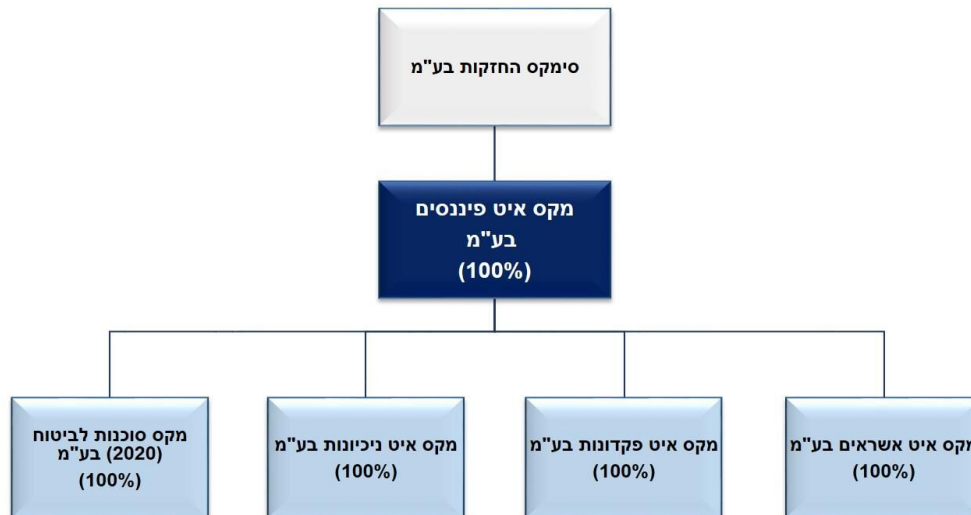 סימקס החזקות בע"מ
מקס איט פיננסים
בע"מ
(100%)
מקס איט אשראים בע"מ
(100%)
מקס איט פקדונות בע"מ
(100%)
מקס איט ניכיונות בע"מ
(100%)
מקס סוכנות לביטוח
(2020) בע"מ
(100%)